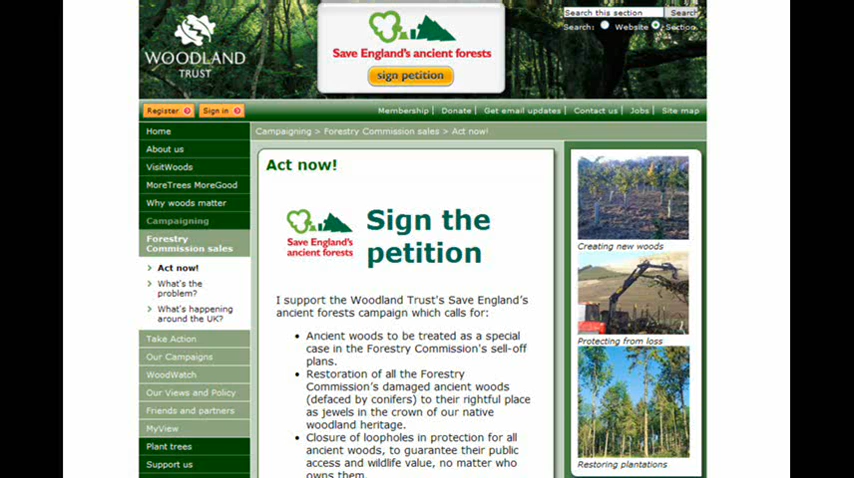 WOODLAND
TRUST
Save England's ancient forests
sign petition
Search this section
Search
Search: Website Section
Register
Sign in
Membership | Donate | Get email updates | Contact us | Jobs | Site map
Home
About us
VisitWoods
MoreTrees MoreGood
Why woods matter
Campaigning
Forestry
Commission sales
Act now!
What's the
problem?
What's happening
around the UK?
Take Action
Our Campaigns
WoodWatch
Our Views and Policy
Friends and partners
MyView
Plant trees
Support us
Campaigning > Forestry Commission sales > Act now!
Act now!
Save England's
ancient forests
Sign the
petition
I support the Woodland Trust's Save England's
ancient forests campaign which calls for:
• Ancient woods to be treated as a special
case in the Forestry Commission's sell-off
plans.
• Restoration of all the Forestry
Commission's damaged ancient woods
(defaced by conifers) to their rightful place
as jewels in the crown of our native
woodland heritage.
• Closure of loopholes in protection for all
ancient woods, to guarantee their public
access and wildlife value, no matter who
owns them.
Creating new woods
Protecting from loss
Restoring plantations